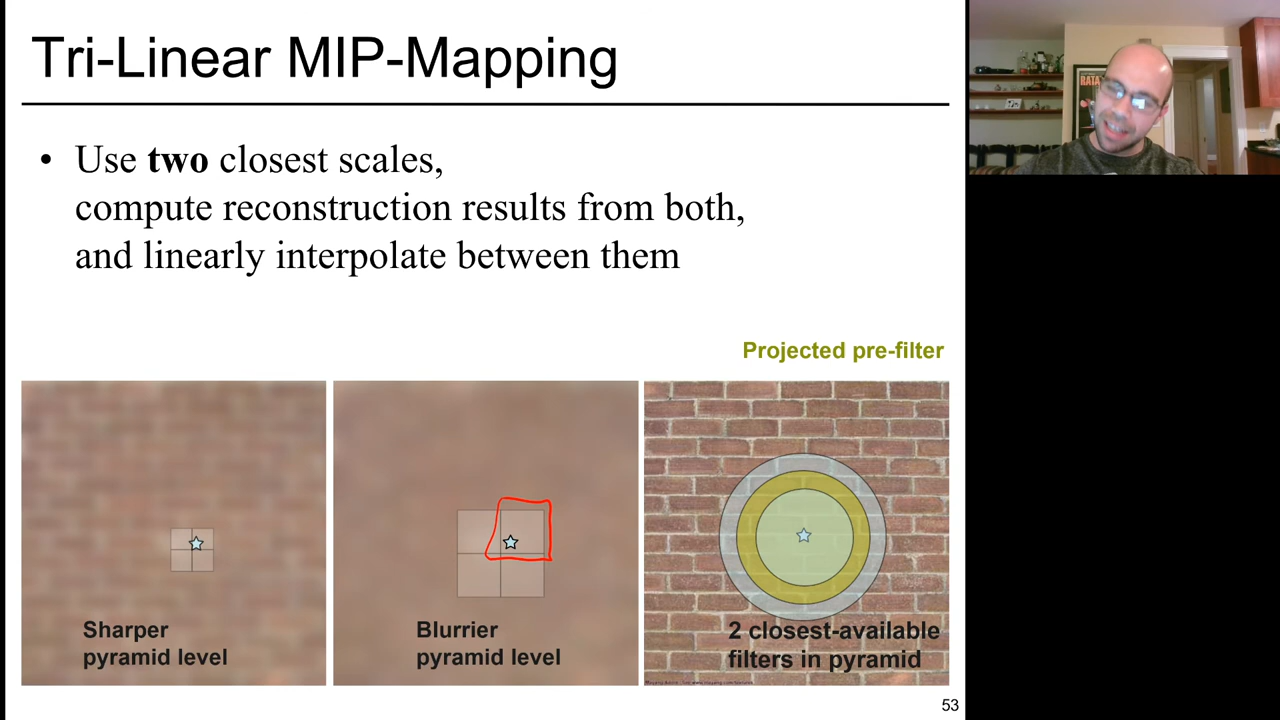 Tri-Linear MIP-Mapping
• Use two closest scales,
compute reconstruction results from both,
and linearly interpolate between them
Projected pre-filter
Sharper
pyramid level
Blurrier
pyramid level
2 closest-available
filters in pyramid
53
RATA